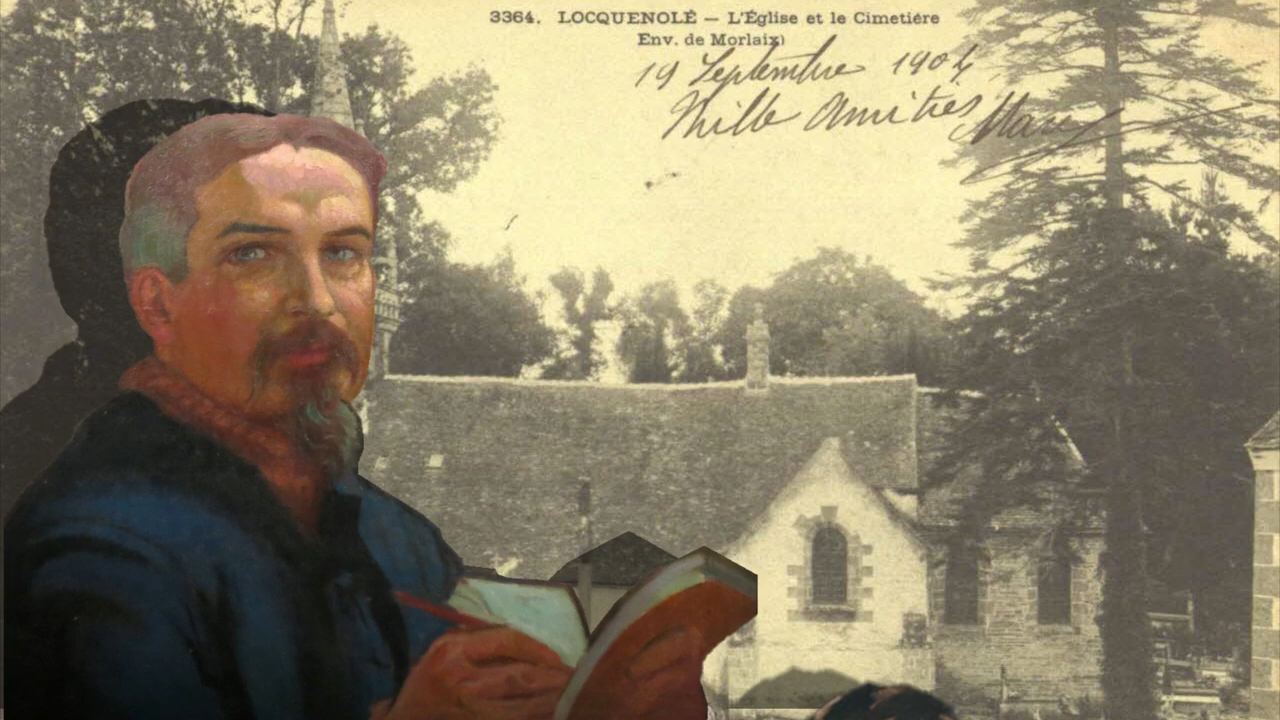 3364. LOCQUENOLÉ — L'Église et le Cimetière
Env. de Morlaix)
19 Septembre 1904
Mille Amitiés